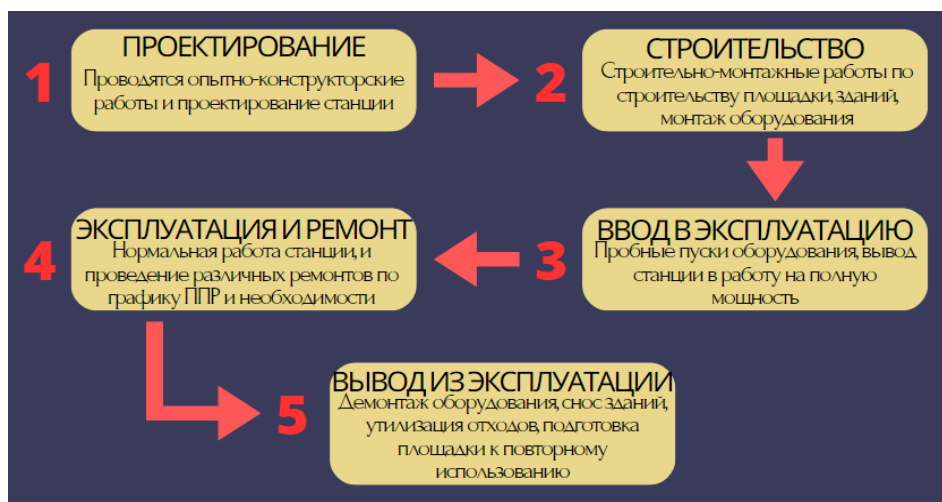 1
ПРОЕКТИРОВАНИЕ
Проводятся опытно-конструкторские
работы и проектирование станции
2
СТРОИТЕЛЬСТВО
Строительно-монтажные работы по
строительству площадки, зданий,
монтаж оборудования
3
ВВОД В ЭКСПЛУАТАЦИЮ
Пробные пуски оборудования, вывод
станции в работу на полную
мощность
4
ЭКСПЛУАТАЦИЯ И РЕМОНТ
Нормальная работа станции, и
проведение различных ремонтов по
графику ППР и необходимости
5
ВЫВОД ИЗ ЭКСПЛУАТАЦИИ
Демонтаж оборудования, снос зданий,
утилизация отходов, подготовка
площадки к повторному
использованию